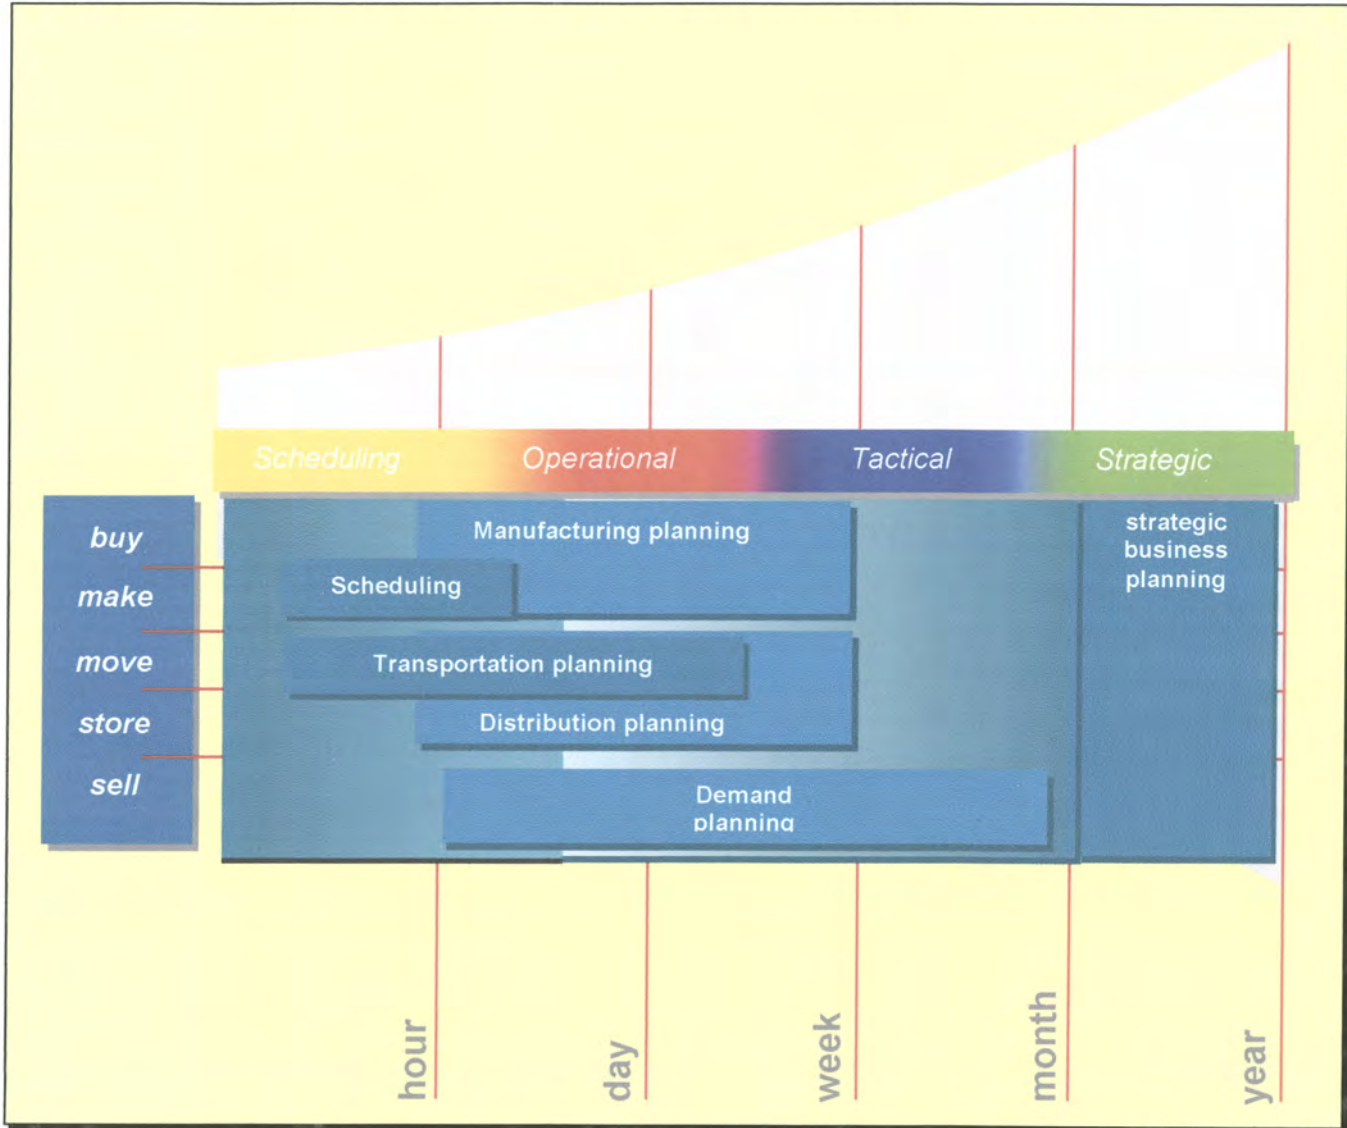 Scheduling Operational Tactical Strategic
buy
make
move
store
sell
Manufacturing planning
Scheduling
Transportation planning
Distribution planning
Demand
planning
strategic
business
planning
hour
day
week
month
year